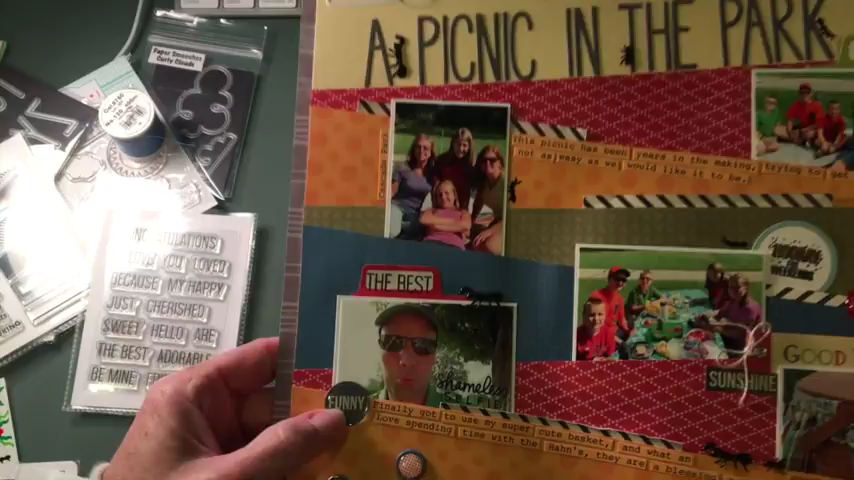 A PICNIC IN THE PARK
Paper Smooches
Curly Clouds
This picnic has been years in the making, trying to get
not as easy as we would like it to be.
THE BEST
shameless
SELFIE
FUNNY
SUNSHINE
GOOD
Finally got to use my super cute basket, and what an
Love spending time with the Hahn's, they are a blessing
LOVE YOU LOVED
BECAUSE MY HAPPY
JUST CHERISHED
SWEET HELLO ARE
THE BEST ADORABLE
BE MINE